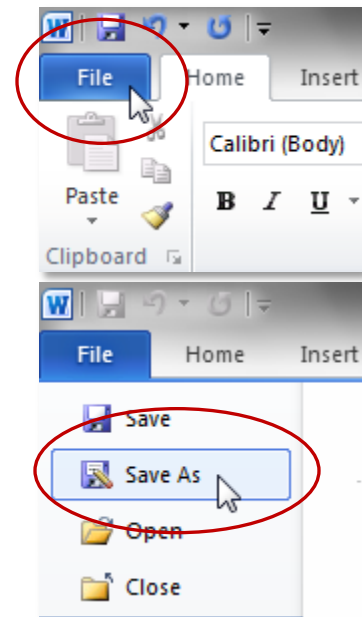 W
File Home Insert
Calibri (Body)
Paste
B I U
Clipboard
W
File Home Insert
Save
Save As
Open
Close